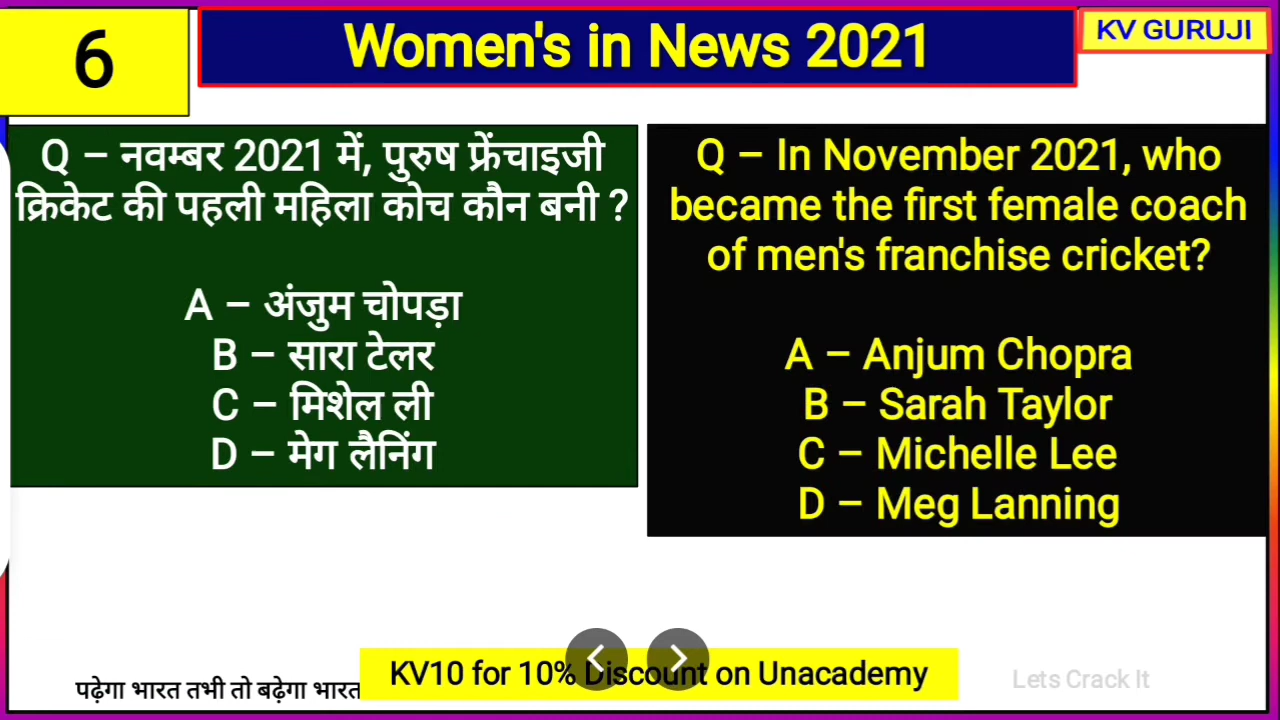 6
Women's in News 2021
KV GURUJI
Q – नवम्बर 2021 में, पुरुष फ्रेंचाइजी
क्रिकेट की पहली महिला कोच कौन बनी ?
A – अंजुम चोपड़ा
B – सारा टेलर
C – मिशेल ली
D – मेग लैनिंग
Q – In November 2021, who
became the first female coach
of men's franchise cricket?
A – Anjum Chopra
B – Sarah Taylor
C – Michelle Lee
D – Meg Lanning
पढ़ेगा भारत तभी तो बढ़ेगा भारत
KV10 for 10% Discount on Unacademy
Lets Crack It